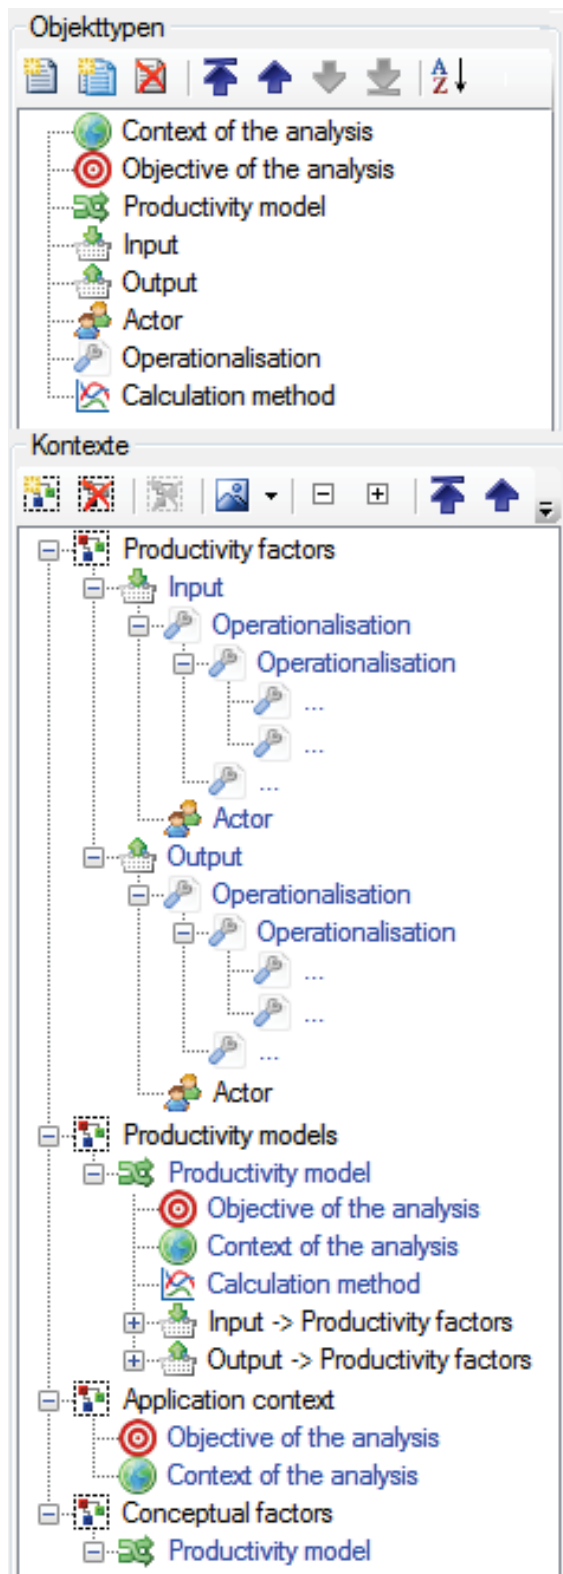 Objekttypen
Context of the analysis
Objective of the analysis
Productivity model
Input
Output
Actor
Operationalisation
Calculation method
Kontexte
Productivity factors
Input
Operationalisation
Operationalisation
...
...
...
Actor
Output
Operationalisation
Operationalisation
...
...
...
Actor
Productivity models
Productivity model
Objective of the analysis
Context of the analysis
Calculation method
Input -> Productivity factors
Output -> Productivity factors
Application context
Objective of the analysis
Context of the analysis
Conceptual factors
Productivity model